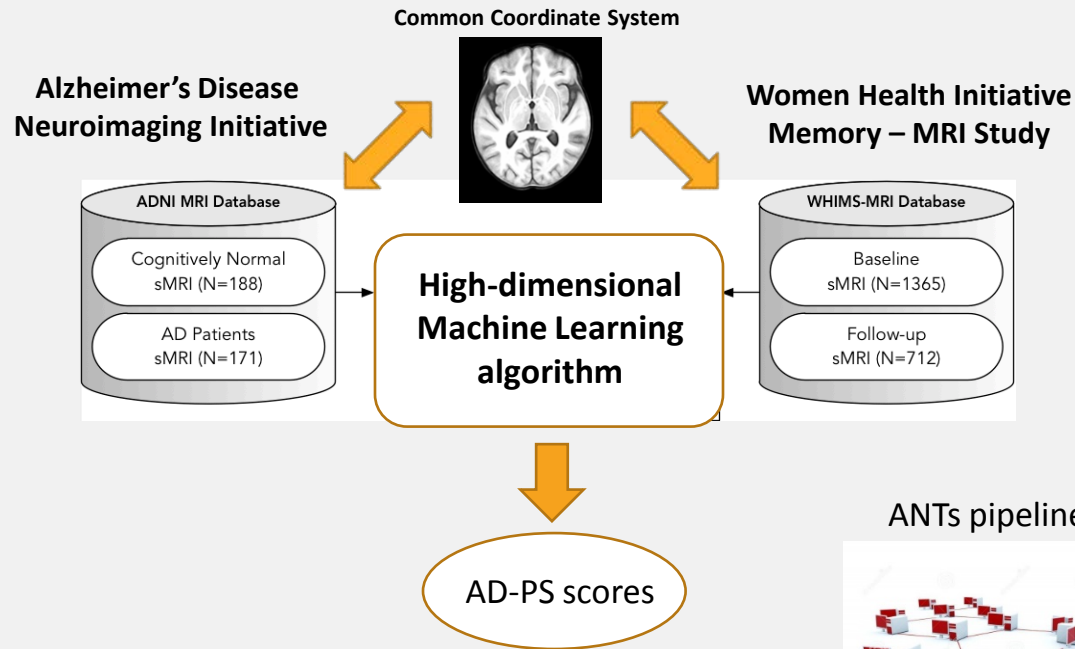 Common Coordinate System
Alzheimer's Disease
Neuroimaging Initiative
Women Health Initiative
Memory – MRI Study
ADNI MRI Database
Cognitively Normal
sMRI (N=188)
AD Patients
sMRI (N=171)
High-dimensional
Machine Learning
algorithm
WHIMS-MRI Database
Baseline
sMRI (N=1365)
Follow-up
sMRI (N=712)
AD-PS scores
ANTs pipeline